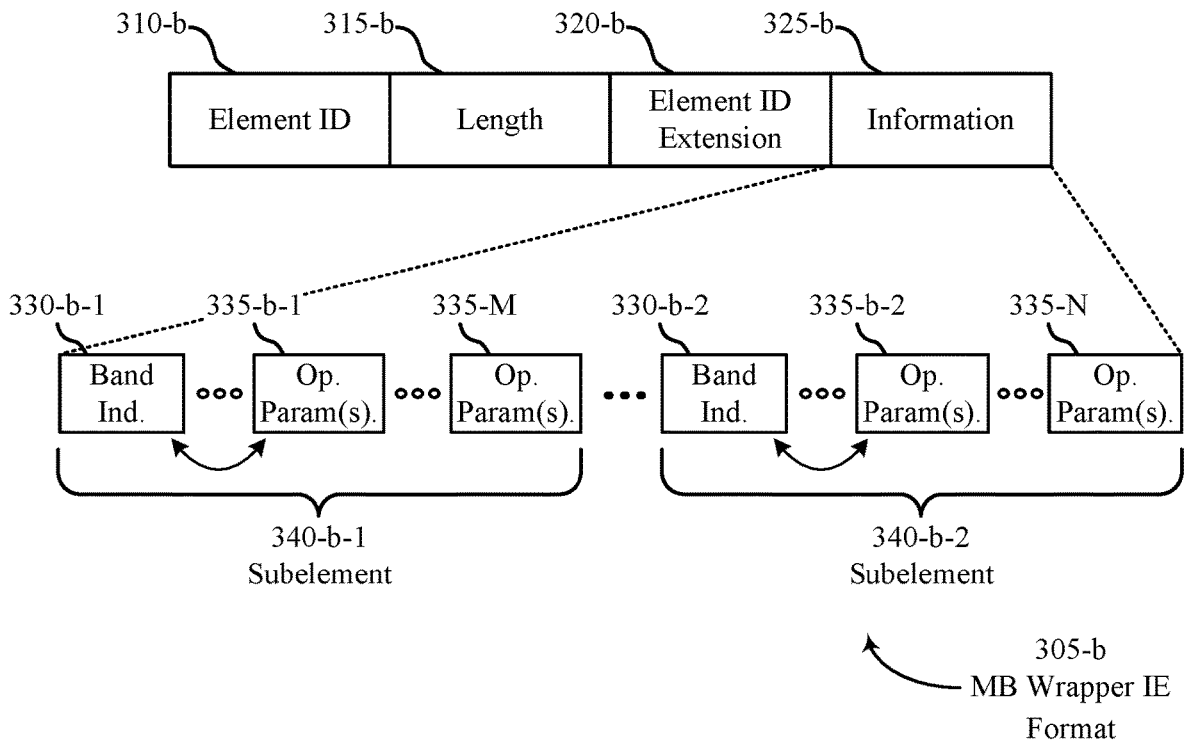 310-b 315-b 320-b 325-b
Element ID Length Element ID Extension Information
330-b-1 335-b-1 335-M 330-b-2 335-b-2 335-N
Band Ind. Op. Param(s). Op. Param(s). Band Ind. Op. Param(s). Op. Param(s).
340-b-1 340-b-2
Subelement Subelement
305-b
MB Wrapper IE
Format